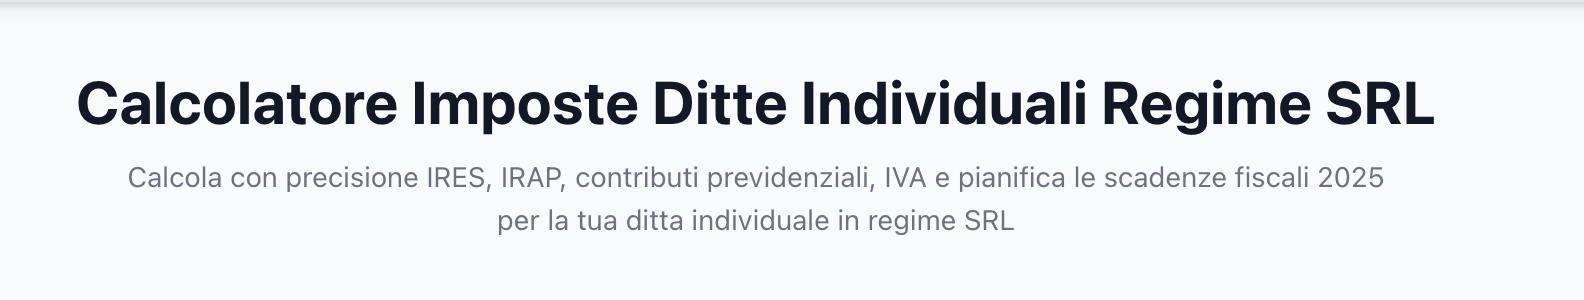 Calcolatore Imposte Ditte Individuali Regime SRL
Calcola con precisione IRES, IRAP, contributi previdenziali, IVA e pianifica le scadenze fiscali 2025
per la tua ditta individuale in regime SRL